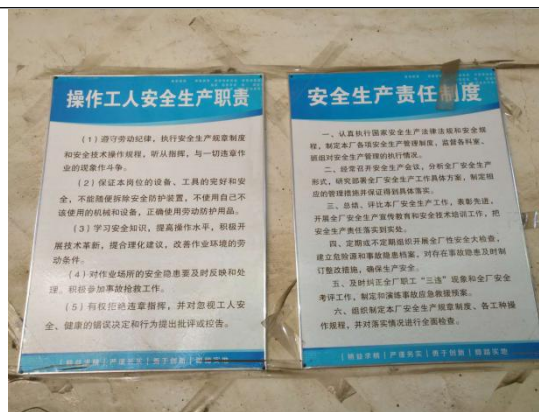 操作工人安全生产职责
(1)遵守劳动纪律,执行安全生产规章制度
和安全技术操作规程,听从指挥,与一切违章作
业的现象作斗争。
(2)保证本岗位的设备、工具的完好和安
全,不能随便拆除安全防护装置,不使用自己不
该使用的机械和设备,正确使用劳动防护用品。
(3)学习安全知识,提高操作水平,积极开
展技术革新,提合理化建议,改善作业环境的劳
动条件。
(4)对作业场所的安全隐患要及时反映和处
理,积极参加事故抢救工作。
(5)有权拒绝违章指挥,并对忽视工人安
全、健康的错误决定和行为提出批评或控告。
安全生产责任制度
一、认真执行国家安全生产法律法规和安全规
程,制定本厂各项安全生产管理制度,监督各科室、
班组对安全生产管理的执行情况。
二、经常召开安全生产会议,分析全厂安全生产
形式,研究部署全厂安全生产工作具体方案,制定相
应的管理措施并保证得到具体落实。
三、总结、评比本厂安全生产工作,表彰先进,
开展全厂安全生产宣传教育和安全技术培训工作,把
安全生产责任落实到实处。
四、定期或不定期组织开展全厂性安全大检查,
建立危险源和事故隐患档案,对存在事故隐患及时制
订整改措施,确保生产安全。
五、及时纠正全厂职工“三违”现象和全厂安全
考评工作,制定和演练事故应急救援预案。
六、组织制定本厂安全生产规章制度、各工种操
作规程,并对落实情况进行全面检查。